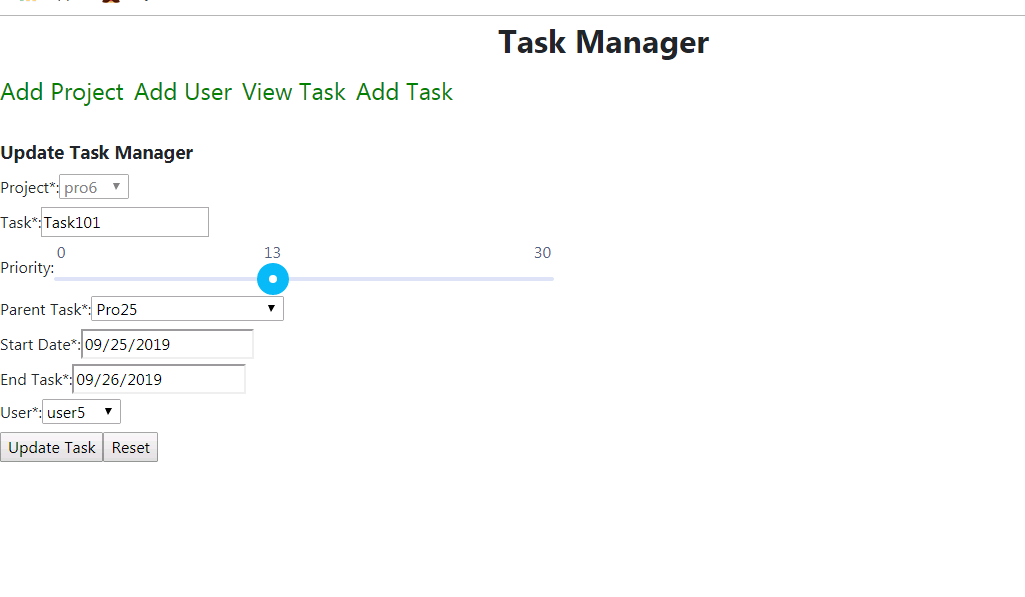 Task Manager
Add Project Add User View Task Add Task
Update Task Manager
Project*: pro6
Task*: Task101
0 13 30
Priority:
Parent Task*: Pro25
Start Date*: 09/25/2019
End Task*: 09/26/2019
User*: user5
Update Task Reset